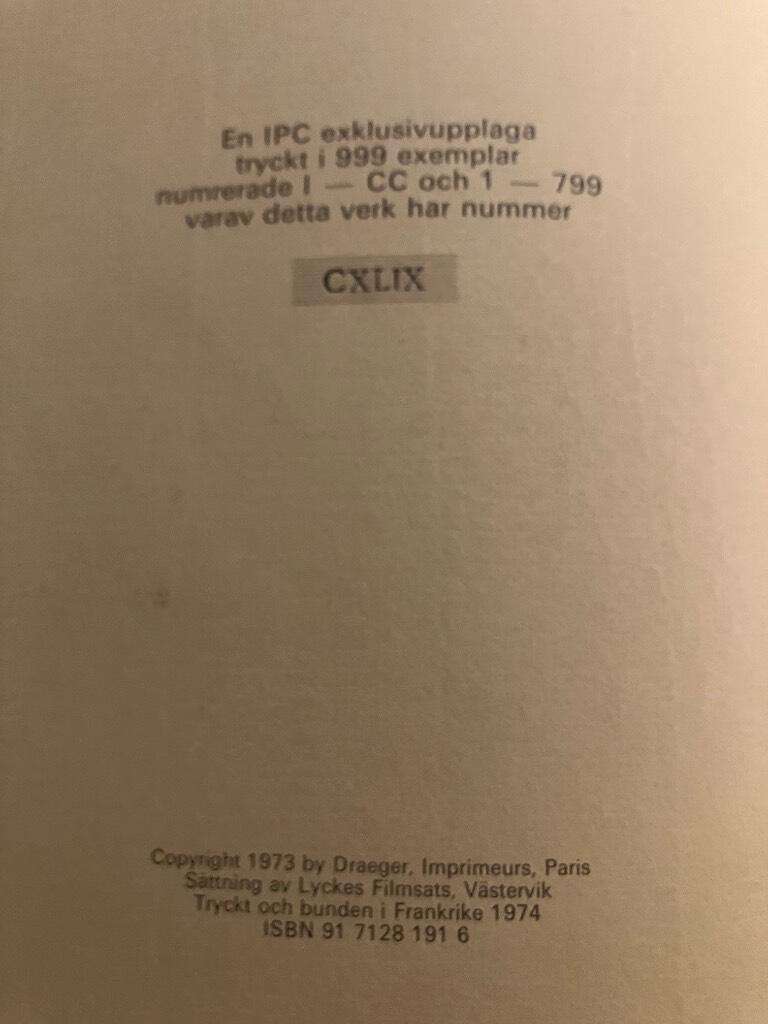 En IPC exklusivupplaga
tryckt i 999 exemplar
numrerade I — CC och 1 — 799
varav detta verk har nummer
CXLIX
Copyright 1973 by Draeger, Imprimeurs, Paris
Sättning av Lyckes Filmsats, Västervik
Tryckt och bunden i Frankrike 1974
ISBN 91 7128 191 6